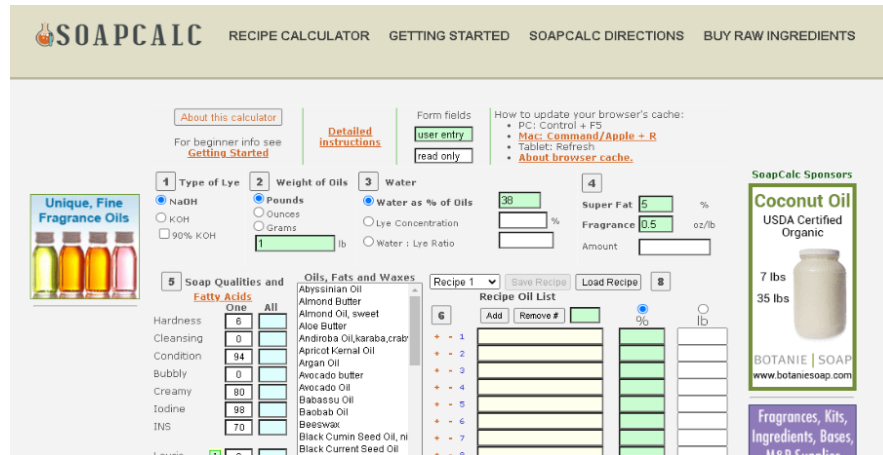 SOAPCALC
RECIPE CALCULATOR GETTING STARTED SOAPCALC DIRECTIONS BUY RAW INGREDIENTS
About this calculator
For beginner info see
Getting Started
Detailed
instructions
Form fields
user entry
read only
How to update your browser's cache:
• PC: Control + F5
• Mac: Command/Apple + R
• Tablet: Refresh
• About browser cache.
Unique, Fine
Fragrance Oils
1 Type of Lye
NaOH
KOH
90% KOH
2 Weight of Oils
Pounds
Ounces
Grams
1 lb
3 Water
Water as % of Oils 38
Lye Concentration %
Water : Lye Ratio
4
Super Fat 5 %
Fragrance 0.5 oz/lb
Amount
SoapCalc Sponsors
Coconut Oil
USDA Certified
Organic
7 lbs
35 lbs
BOTANIE | SOAP
www.botaniesoap.com
Fragrances, Kits,
Ingredients, Bases,
5 Soap Qualities and
Fatty Acids
One All
Hardness 6
Cleansing 0
Condition 94
Bubbly 0
Creamy 80
Iodine 98
INS 70
Oils, Fats and Waxes
Abyssinian Oil
Almond Butter
Almond Oil, sweet
Aloe Butter
Andiroba Oil,karaba,crab
Apricot Kernal Oil
Argan Oil
Avocado butter
Avocado Oil
Babassu Oil
Baobab Oil
Beeswax
Black Cumin Seed Oil, ni
Black Current Seed Oil
Recipe 1 Save Recipe Load Recipe 8
Recipe Oil List
6 Add Remove # % lb
+ - 1
+ - 2
+ - 3
+ - 4
+ - 5
+ - 6
+ - 7